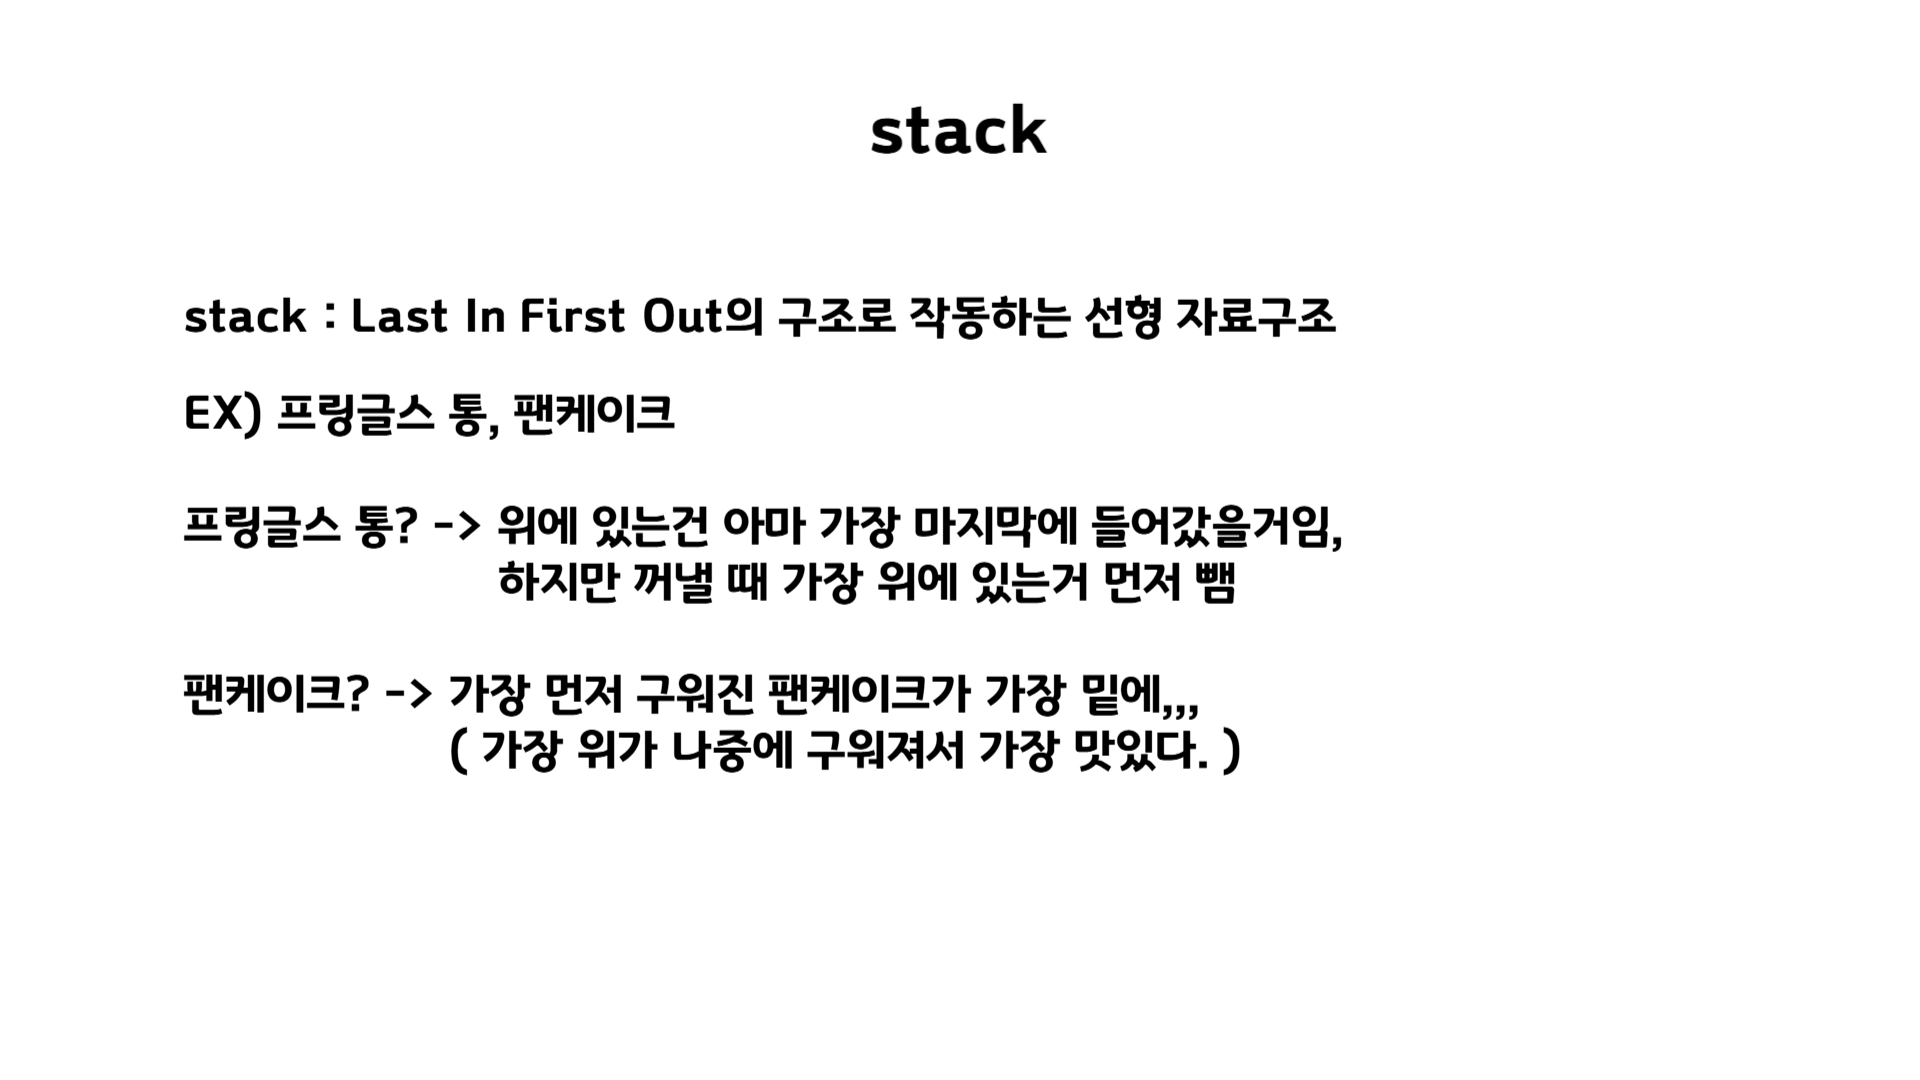 stack
stack : Last In First Out의 구조로 작동하는 선형 자료구조
EX) 프링글스 통, 팬케이크
프링글스 통? -> 위에 있는건 아마 가장 마지막에 들어갔을거임,
하지만 꺼낼 때 가장 위에 있는거 먼저 뺌
팬케이크? -> 가장 먼저 구워진 팬케이크가 가장 밑에,,,
( 가장 위가 나중에 구워져서 가장 맛있다. )